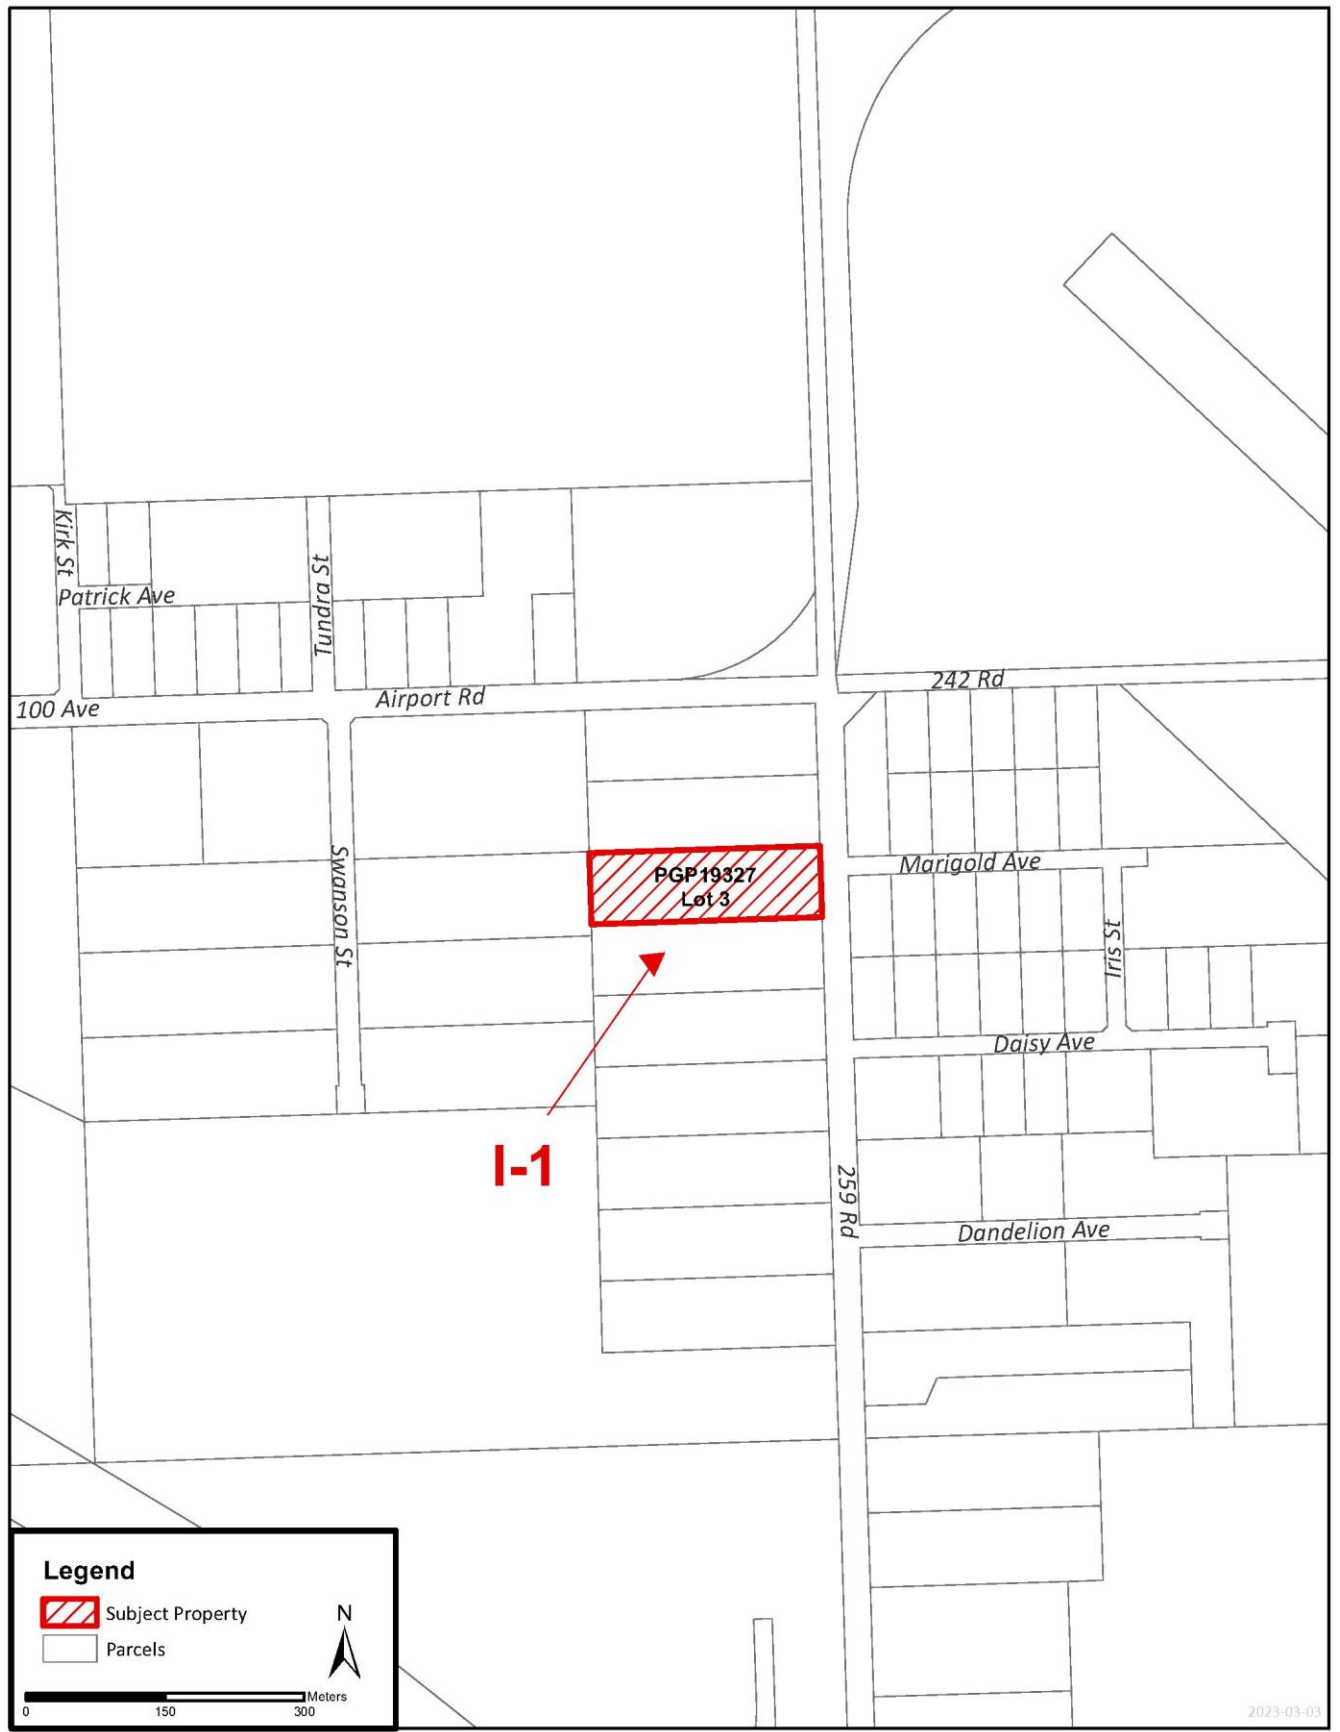 Kirk St
Patrick Ave
Tundra St
100 Ave
Airport Rd
242 Rd
Swanson St
PGP19327
Lot 3
Marigold Ave
Iris St
Daisy Ave
I-1
259 Rd
Dandelion Ave
Legend
Subject Property
Parcels
N
Meters
0 150 300
2023-03-03